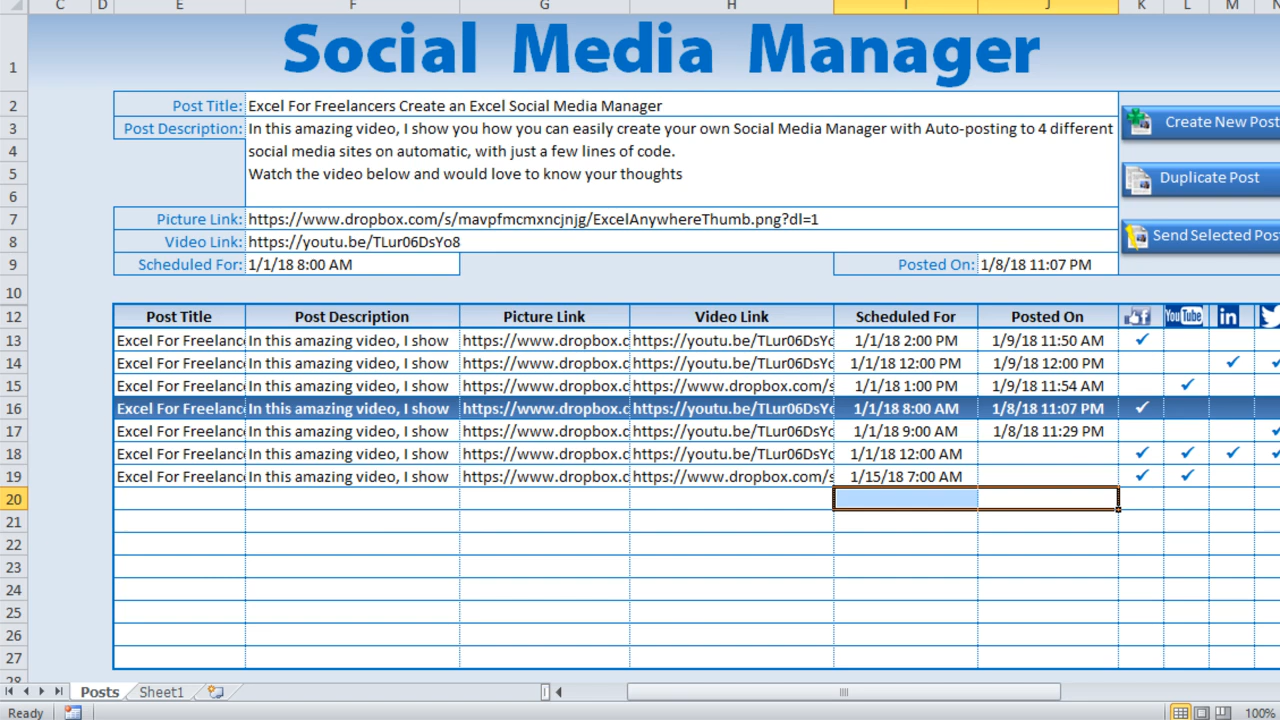 C D E F G H I J K L M N
1 Social Media Manager
2 Post Title: Excel For Freelancers Create an Excel Social Media Manager
3 Post Description: In this amazing video, I show you how you can easily create your own Social Media Manager with Auto-posting to 4 different
Create New Post
4 social media sites on automatic, with just a few lines of code.
5 Watch the video below and would love to know your thoughts
Duplicate Post
6
7 Picture Link: https://www.dropbox.com/s/mavpfmcmxncjnjg/ExcelAnywhereThumb.png?dl=1
8 Video Link: https://youtu.be/TLur06DsYo8
Send Selected Pos
9 Scheduled For: 1/1/18 8:00 AM Posted On: 1/8/18 11:07 PM
10
12 Post Title Post Description Picture Link Video Link Scheduled For Posted On f You Tube in
13 Excel For Freelanc In this amazing video, I show https://www.dropbox.c https://youtu.be/TLur06DsYo 1/1/18 2:00 PM 1/9/18 11:50 AM ✓
14 Excel For Freelanc In this amazing video, I show https://www.dropbox.c https://youtu.be/TLur06DsYo 1/1/18 12:00 PM 1/9/18 12:00 PM ✓ ✓
15 Excel For Freelanc In this amazing video, I show https://www.dropbox.c https://www.dropbox.com/s 1/1/18 1:00 PM 1/9/18 11:54 AM ✓
16 Excel For Freelanc In this amazing video, I show https://www.dropbox.c https://youtu.be/TLur06DsYo 1/1/18 8:00 AM 1/8/18 11:07 PM ✓
17 Excel For Freelanc In this amazing video, I show https://www.dropbox.c https://youtu.be/TLur06DsYo 1/1/18 9:00 AM 1/8/18 11:29 PM ✓
18 Excel For Freelanc In this amazing video, I show https://www.dropbox.c https://youtu.be/TLur06DsYo 1/1/18 12:00 AM ✓ ✓ ✓ ✓
19 Excel For Freelanc In this amazing video, I show https://www.dropbox.c https://www.dropbox.com/s 1/15/18 7:00 AM ✓ ✓
20
21
22
23
24
25
26
27
28
Posts Sheet1
Ready 100%